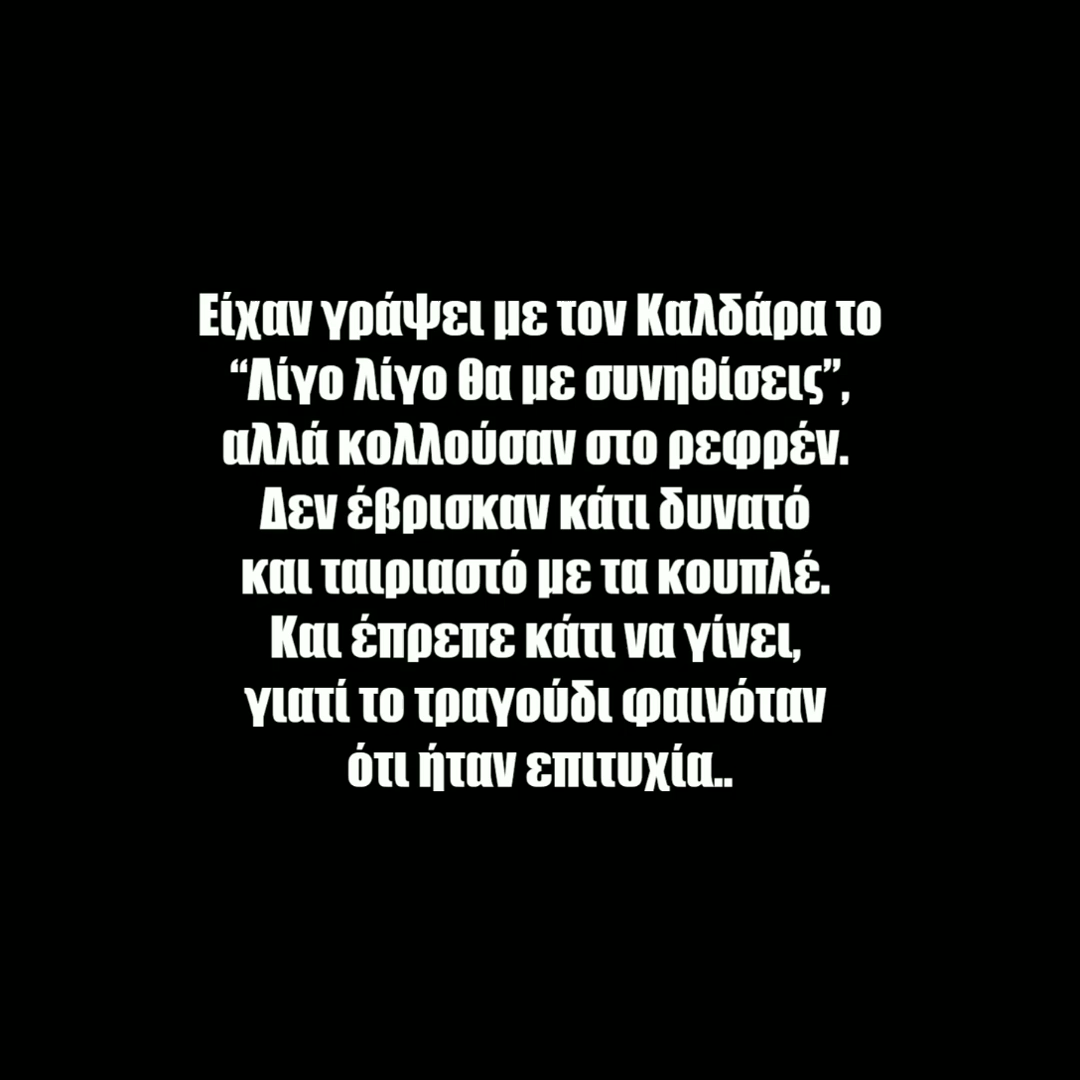 Είχαν γράψει με τον Καλδάρα το
“Λίγο λίγο θα με συνηθίσεις”,
αλλά κολλούσαν στο ρεφρέν.
Δεν έβρισκαν κάτι δυνατό
και ταιριαστό με τα κουπλέ.
Και έπρεπε κάτι να γίνει,
γιατί το τραγούδι φαινόταν
ότι ήταν επιτυχία..